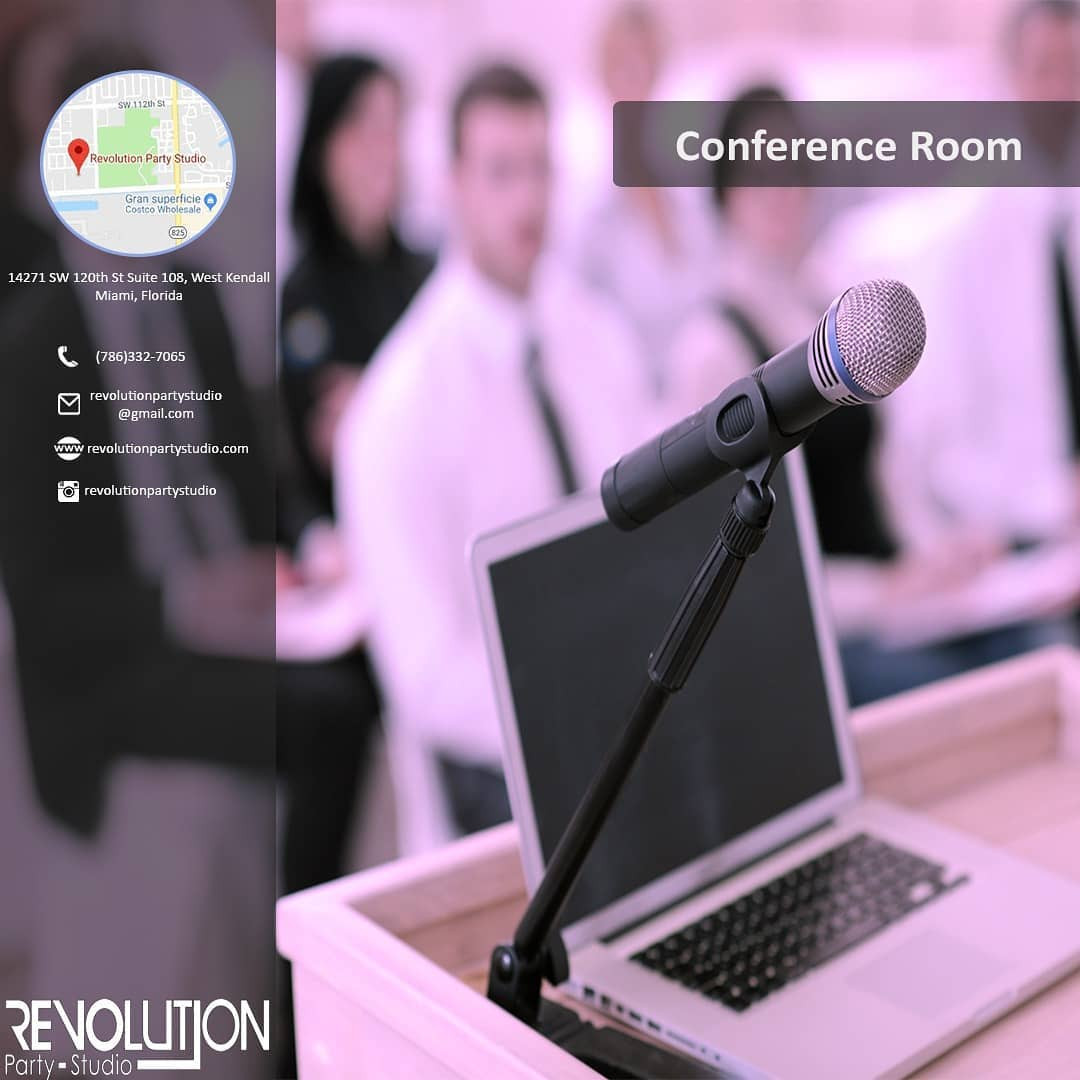 SW 112th St
Revolution Party Studio
Gran superficie
Costco Wholesale
825
14271 SW 120th St Suite 108, West Kendall
Miami, Florida
(786)332-7065
revolutionpartystudio
@gmail.com
www revolutionpartystudio.com
revolutionpartystudio
Conference Room
REVOLUTION
Party-Studio